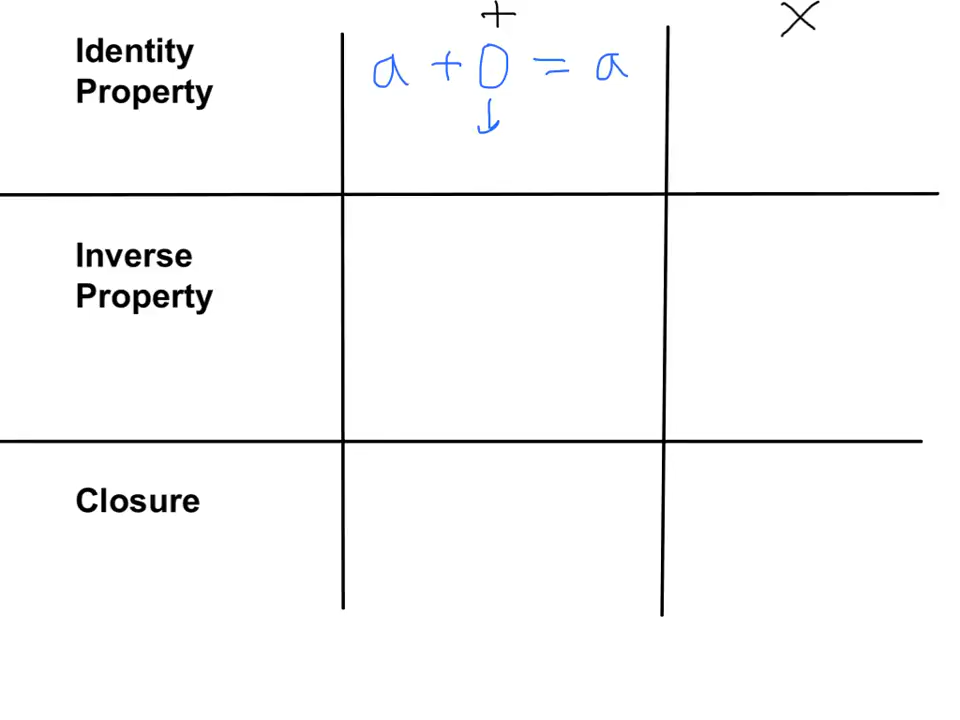 + ×
Identity
Property
a + 0 = a
↓
Inverse
Property
Closure